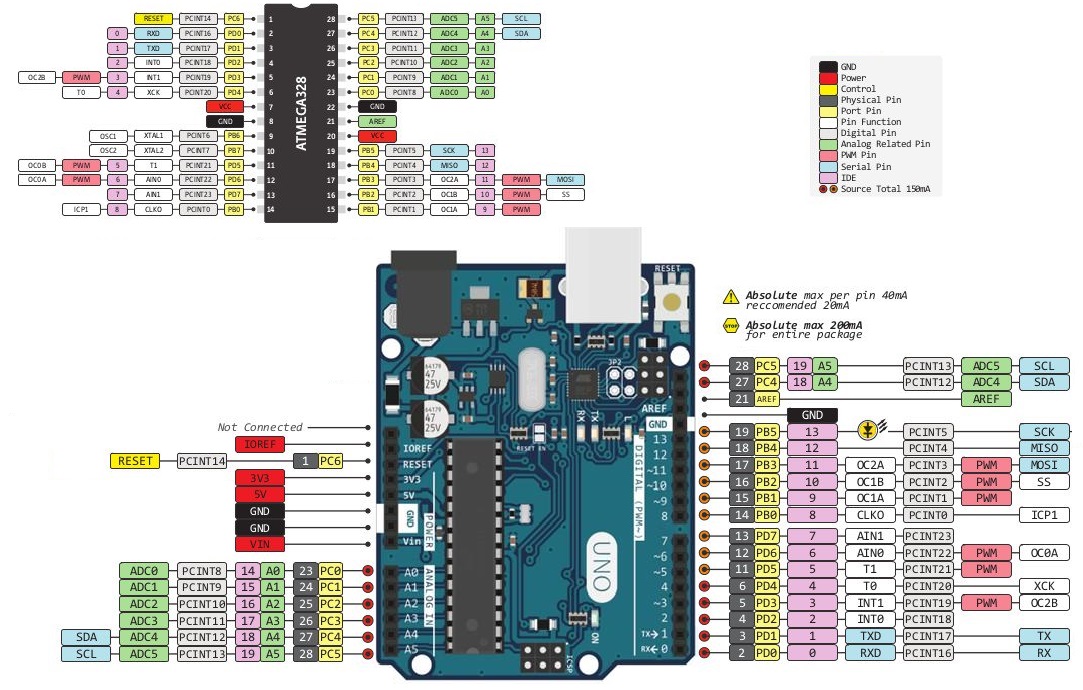 RESET PCINT14 PC6 1 28 PC5 PCINT13 ADC5 A5 SCL
0 RXD PCINT16 PD0 2 27 PC4 PCINT12 ADC4 A4 SDA
1 TXD PCINT17 PD1 3 26 PC3 PCINT11 ADC3 A3
2 INT0 PCINT18 PD2 4 25 PC2 PCINT10 ADC2 A2
OC2B PWM 3 INT1 PCINT19 PD3 5 24 PC1 PCINT9 ADC1 A1
T0 4 XCK PCINT20 PD4 6 23 PC0 PCINT8 ADC0 A0
VCC 7 22 GND
GND 8 21 AREF
OSC1 XTAL1 PCINT6 PB6 9 20 VCC
OSC2 XTAL2 PCINT7 PB7 10 19 PB5 PCINT5 SCK 13
OC0B PWM 5 T1 PCINT21 PD5 11 18 PB4 PCINT4 MISO 12
OC0A PWM 6 AIN0 PCINT22 PD6 12 17 PB3 PCINT3 OC2A 11 PWM MOSI
7 AIN1 PCINT23 PD7 13 16 PB2 PCINT2 OC1B 10 PWM SS
ICP1 8 CLKO PCINT0 PB0 14 15 PB1 PCINT1 OC1A 9 PWM
ATMEGA328
GND
Power
Control
Physical Pin
Port Pin
Pin Function
Digital Pin
Analog Related Pin
PWM Pin
Serial Pin
IDE
Source Total 150mA
Absolute max per pin 40mA
reccomended 20mA
STOP Absolute max 200mA
for entire package
Not Connected
IOREF
RESET PCINT14 1 PC6
3V3
5V
GND
GND
VIN
ADC0 PCINT8 14 A0 23 PC0
ADC1 PCINT9 15 A1 24 PC1
ADC2 PCINT10 16 A2 25 PC2
ADC3 PCINT11 17 A3 26 PC3
SDA ADC4 PCINT12 18 A4 27 PC4
SCL ADC5 PCINT13 19 A5 28 PC5
RESET
JP2
47
25V
47
25V
RX
TX
L
RESET EN
IOREF
RESET
3V3
5V
GND
Vin
POWER
ANALOG IN
A0
A1
A2
A3
A4
A5
AREF
GND
13
12
~11
~10
~9
8
7
~6
~5
4
~3
2
TX→ 1
RX← 0
DIGITAL (PWM~)
UNO
ON
ICSP
28 PC5 19 A5 PCINT13 ADC5 SCL
27 PC4 18 A4 PCINT12 ADC4 SDA
21 AREF AREF
GND
19 PB5 13 PCINT5 SCK
18 PB4 12 PCINT4 MISO
17 PB3 11 OC2A PCINT3 PWM MOSI
16 PB2 10 OC1B PCINT2 PWM SS
15 PB1 9 OC1A PCINT1 PWM
14 PB0 8 CLKO PCINT0 ICP1
13 PD7 7 AIN1 PCINT23
12 PD6 6 AIN0 PCINT22 PWM OC0A
11 PD5 5 T1 PCINT21 PWM
6 PD4 4 T0 PCINT20 XCK
5 PD3 3 INT1 PCINT19 PWM OC2B
4 PD2 2 INT0 PCINT18
3 PD1 1 TXD PCINT17 TX
2 PD0 0 RXD PCINT16 RX